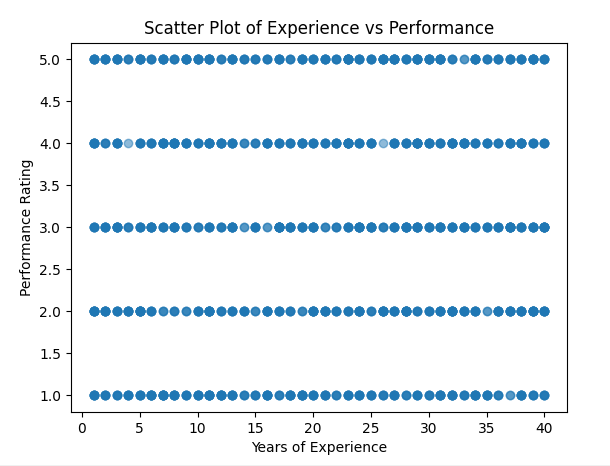 Scatter Plot of Experience vs Performance
5.0
4.5
4.0
3.5
3.0
2.5
2.0
1.5
1.0
Performance Rating
0 5 10 15 20 25 30 35 40
Years of Experience